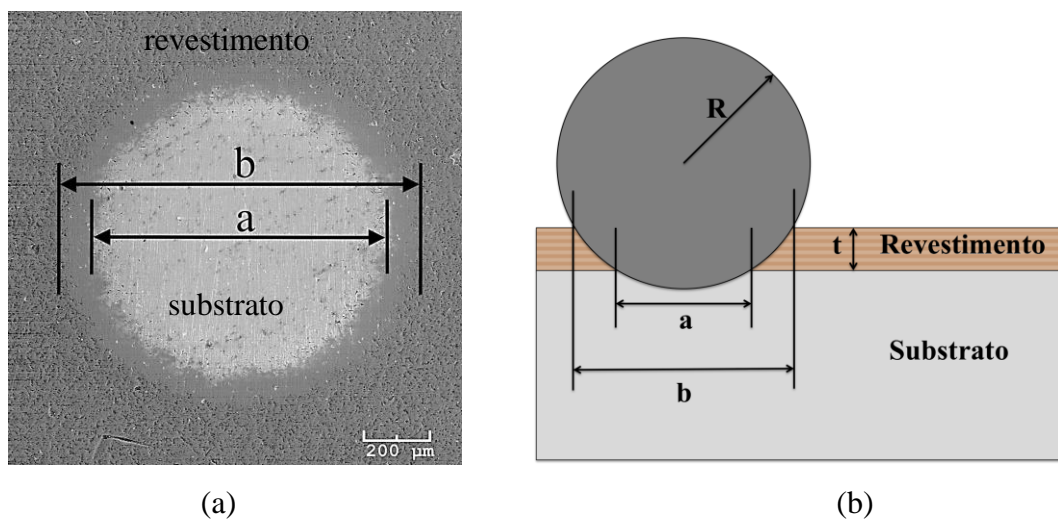 revestimento
b
a
substrato
200 µm
(a)
R
t
Revestimento
a
Substrato
b
(b)